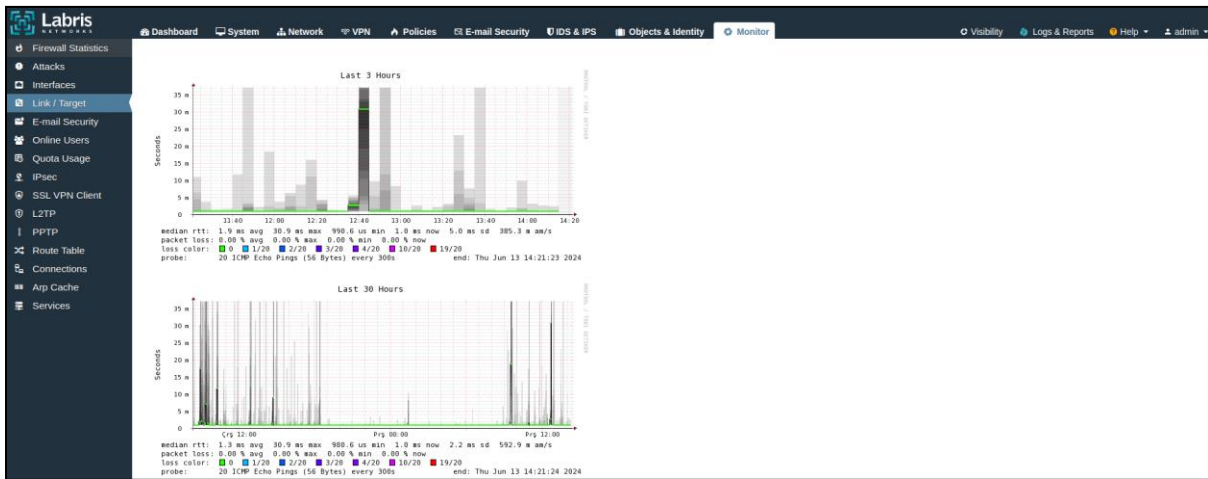 Labris
NETWORKS
Dashboard System Network VPN Policies E-mail Security IDS & IPS Objects & Identity Monitor Visibility Logs & Reports Help admin
Firewall Statistics
Attacks
Interfaces
Link / Target
E-mail Security
Online Users
Quota Usage
IPsec
SSL VPN Client
L2TP
PPTP
Route Table
Connections
Arp Cache
Services
Last 3 Hours
Seconds
35 m
30 m
25 m
20 m
15 m
10 m
5 m
0
11:40 12:00 12:20 12:40 13:00 13:20 13:40 14:00 14:20
median rtt: 1.9 ms avg 30.9 ms max 990.6 us min 1.0 ms now 5.0 ms sd 385.3 m am/s
packet loss: 0.00 % avg 0.00 % max 0.00 % min 0.00 % now
loss color: 0 1/20 2/20 3/20 4/20 10/20 19/20
probe: 20 ICMP Echo Pings (56 Bytes) every 300s end: Thu Jun 13 14:21:23 2024
Last 30 Hours
Seconds
35 m
30 m
25 m
20 m
15 m
10 m
5 m
0
Çrş 12:00 Prş 00:00 Prş 12:00
median rtt: 1.3 ms avg 30.9 ms max 980.6 us min 1.0 ms now 2.2 ms sd 592.9 m am/s
packet loss: 0.00 % avg 0.00 % max 0.00 % min 0.00 % now
loss color: 0 1/20 2/20 3/20 4/20 10/20 19/20
probe: 20 ICMP Echo Pings (56 Bytes) every 300s end: Thu Jun 13 14:21:24 2024